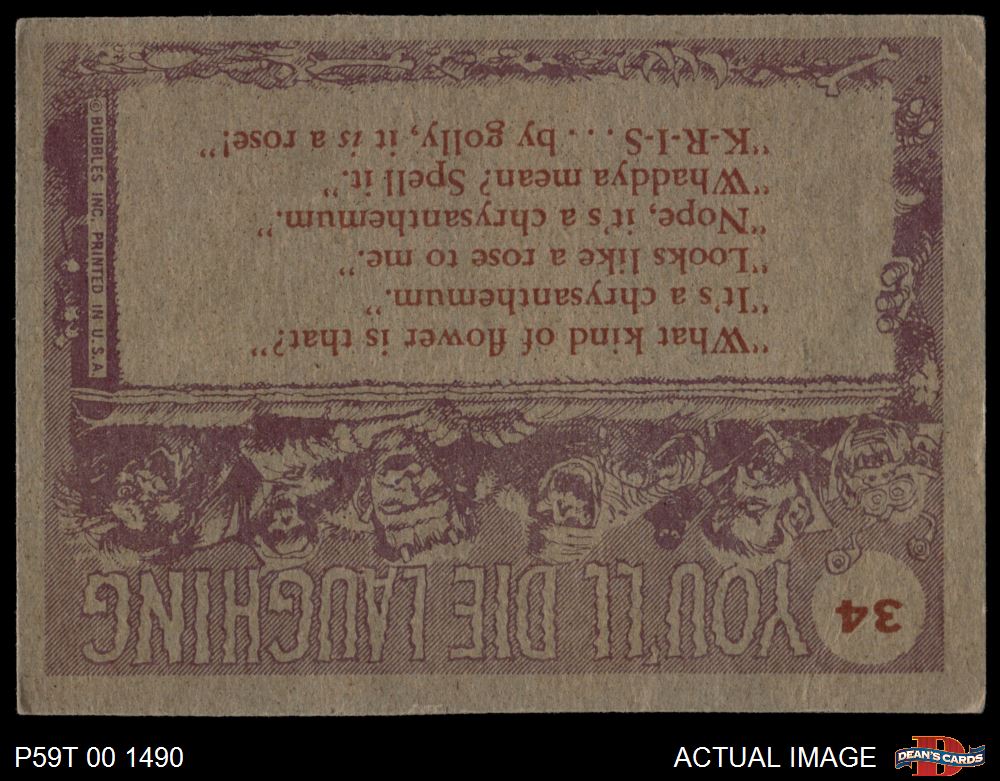 34
YOU'LL DIE LAUGHING
"What kind of flower is that?"
"It's a chrysanthemum."
"Looks like a rose to me."
"Nope, it's a chrysanthemum."
"Whaddya mean? Spell it."
"K-R-I-S . . . by golly, it is a rose!"
© BUBBLES INC. PRINTED IN U.S.A.
P59T 00 1490
ACTUAL IMAGE
D
DEAN'S CARDS